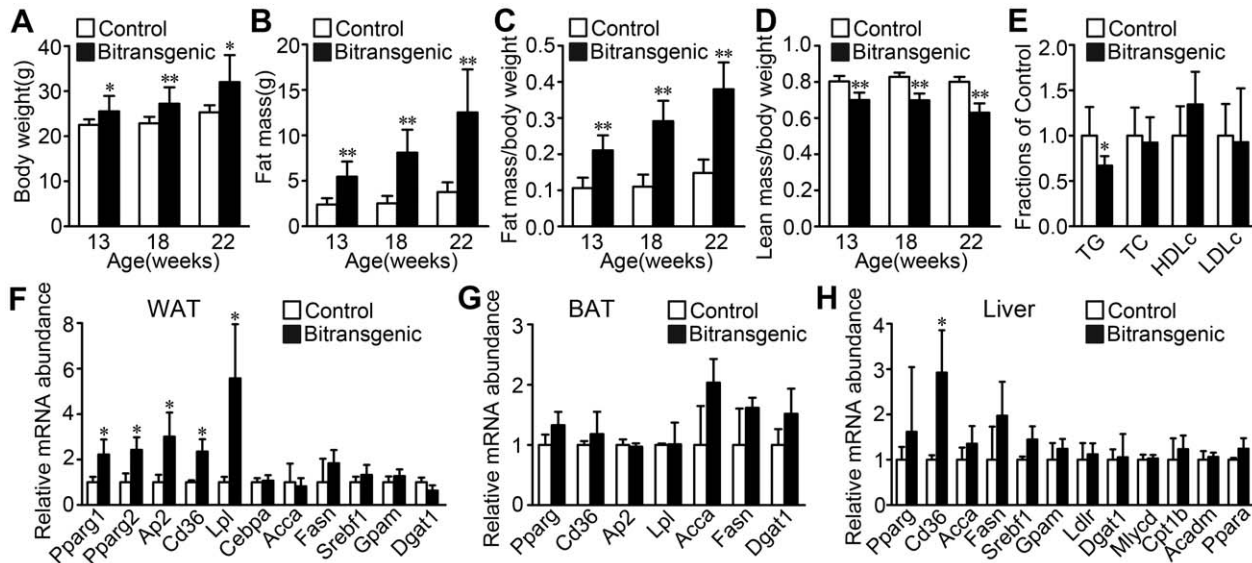 A
Control
Bitransgenic
Body weight(g)
40
30
20
10
0
*
**
*
13 18 22
Age(weeks)
B
Control
Bitransgenic
Fat mass(g)
20
15
10
5
0
**
**
**
13 18 22
Age(weeks)
C
Control
Bitransgenic
Fat mass/body weight
0.5
0.4
0.3
0.2
0.1
0.0
**
**
**
13 18 22
Age(weeks)
D
Control
Bitransgenic
Lean mass/body weight
1.0
0.8
0.6
0.4
0.2
0.0
**
**
**
13 18 22
Age(weeks)
E
Control
Bitransgenic
Fractions of Control
2.0
1.5
1.0
0.5
0.0
*
TG TC HDLc LDLc
F
WAT
Control
Bitransgenic
Relative mRNA abundance
8
6
4
2
0
* * * * *
Pparg1 Pparg2 Ap2 Cd36 Lpl Cebpa Acca Fasn Srebf1 Gpam Dgat1
G
BAT
Control
Bitransgenic
Relative mRNA abundance
3
2
1
0
Pparg Cd36 Ap2 Lpl Acca Fasn Dgat1
H
Liver
Control
Bitransgenic
Relative mRNA abundance
5
4
3
2
1
0
*
Pparg Cd36 Acca Fasn Srebf1 Gpam Ldlr Dgat1 Mlycd Cpt1b Acadm Ppara